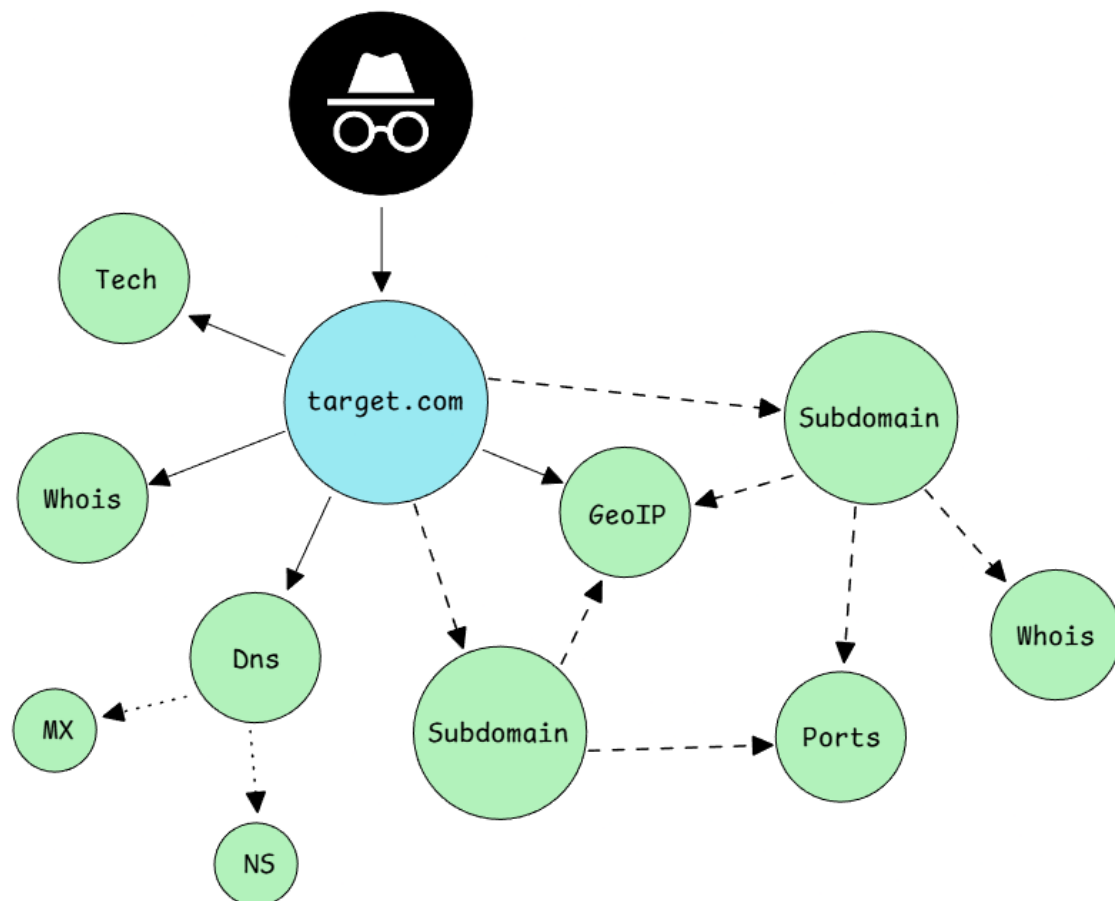 Tech
target.com
Subdomain
Whois
GeoIP
Dns
Whois
MX
Subdomain
Ports
NS